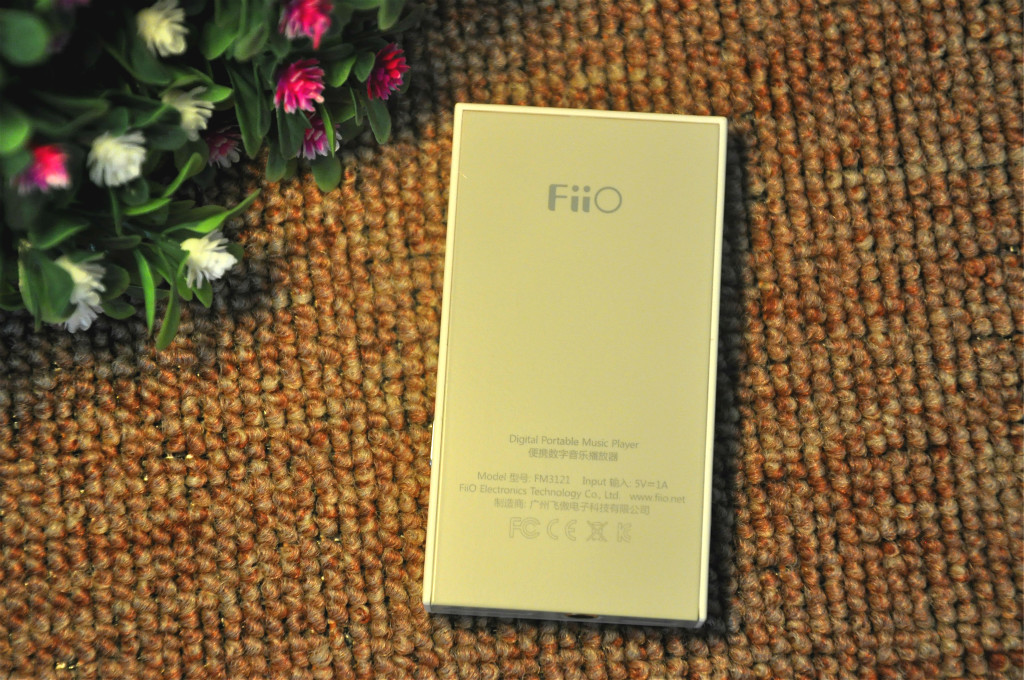 FiiO
Digital Portable Music Player
便携数字音乐播放器
Model 型号: FM3121 Input 输入: 5V⎓1A
FiiO Electronics Technology Co., Ltd. www.fiio.net
制造商: 广州飞傲电子科技有限公司
FC CE